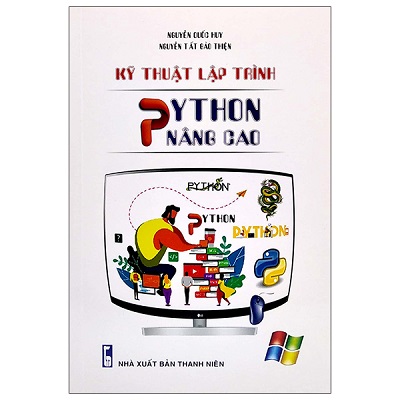 NGUYỄN QUỐC HUY
NGUYỄN TẤT BẢO THIỆN
KỸ THUẬT LẬP TRÌNH
PYTHON
NÂNG CAO
PYTHON
PYTHON
PYTHON
?
LG
NHÀ XUẤT BẢN THANH NIÊN